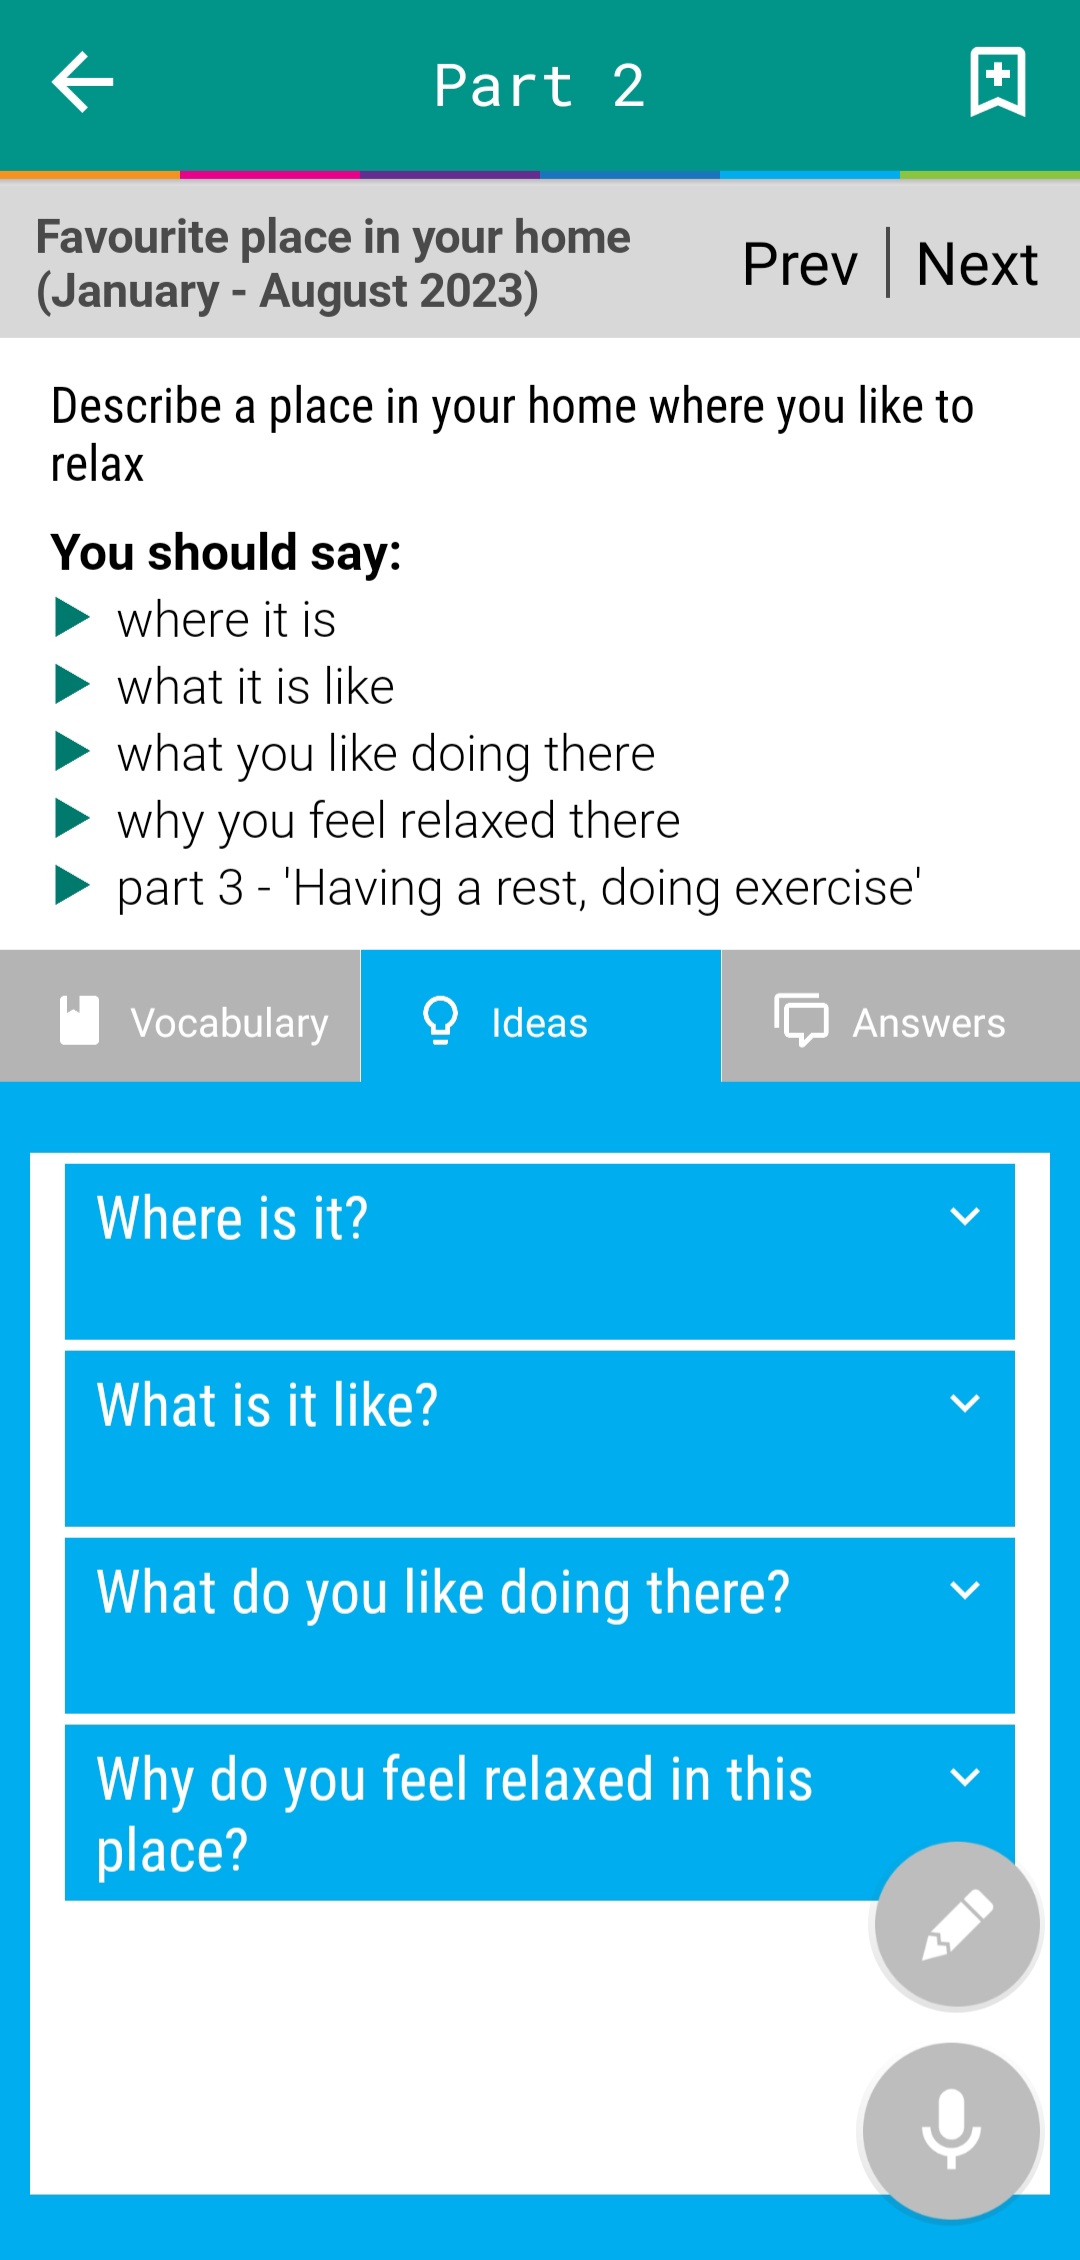 Part 2
Favourite place in your home
(January - August 2023)
Prev | Next
Describe a place in your home where you like to
relax
You should say:
where it is
what it is like
what you like doing there
why you feel relaxed there
part 3 - 'Having a rest, doing exercise'
Vocabulary
Ideas
Answers
Where is it?
What is it like?
What do you like doing there?
Why do you feel relaxed in this
place?